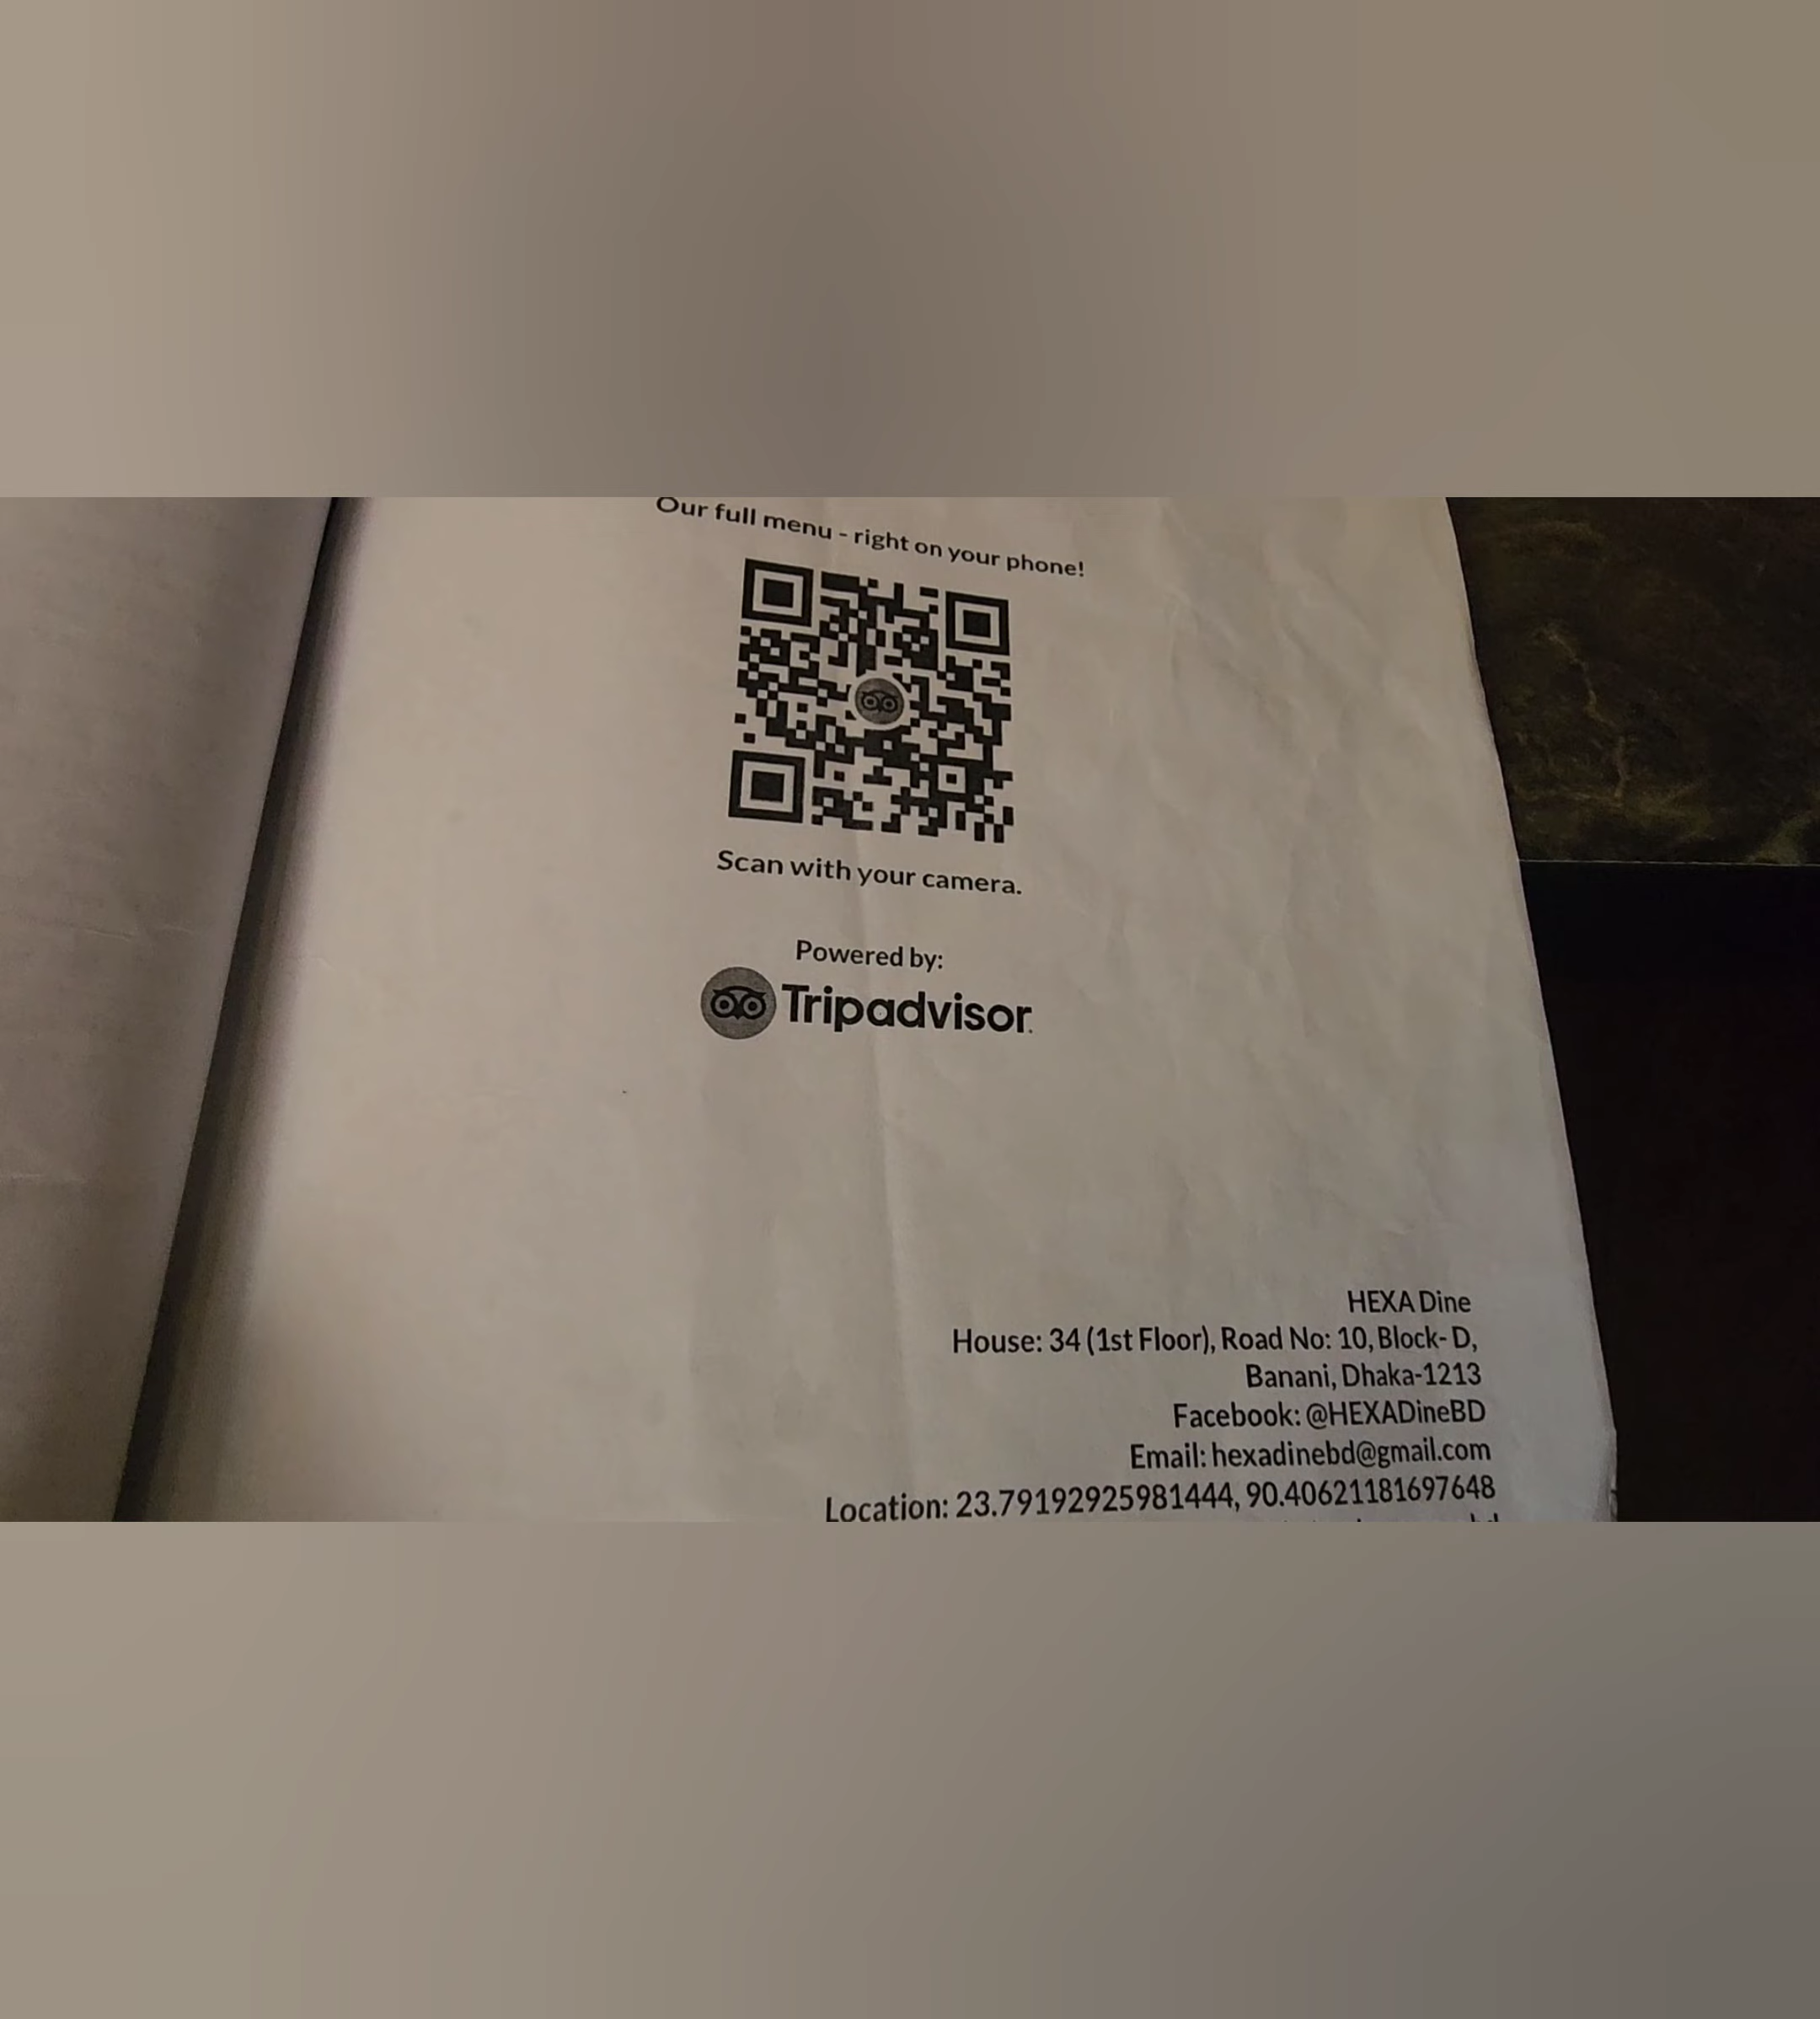 Our full menu - right on your phone!
Scan with your camera.
Powered by:
Tripadvisor
HEXA Dine
House: 34 (1st Floor), Road No: 10, Block- D,
Banani, Dhaka-1213
Facebook: @HEXADineBD
Email: hexadinebd@gmail.com
Location: 23.79192925981444, 90.40621181697648